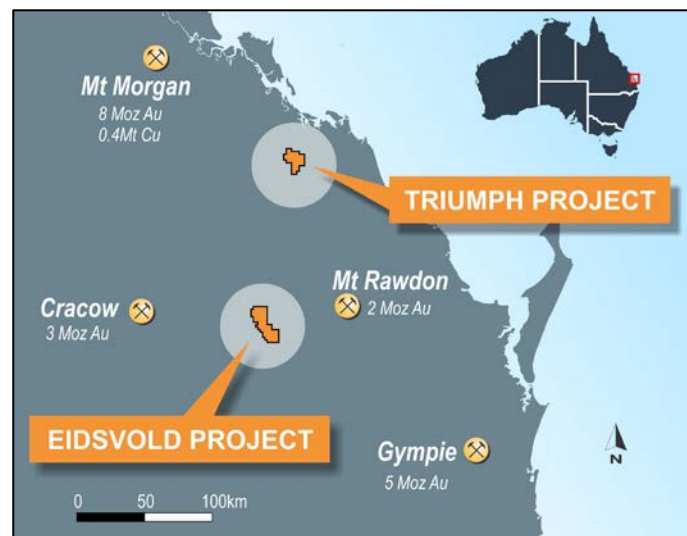 Mt Morgan
8 Moz Au
0.4Mt Cu
TRIUMPH PROJECT
Mt Rawdon
2 Moz Au
Cracow
3 Moz Au
EIDSVOLD PROJECT
Gympie
5 Moz Au
N
0 50 100km